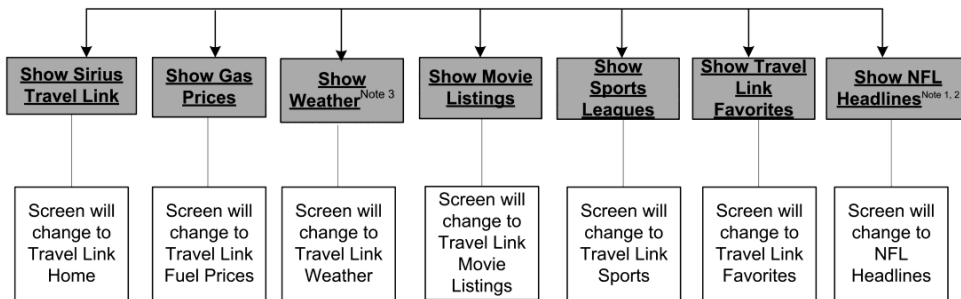 Show Sirius
Travel Link
Show Gas
Prices
Show
Weather Note 3
Show Movie
Listings
Show
Sports
Leagues
Show Travel
Link
Favorites
Show NFL
Headlines Note 1, 2
Screen will
change to
Travel Link
Home
Screen will
change to
Travel Link
Fuel Prices
Screen will
change to
Travel Link
Weather
Screen will
change to
Travel Link
Movie
Listings
Screen will
change to
Travel Link
Sports
Screen will
change to
Travel Link
Favorites
Screen will
change to
NFL
Headlines